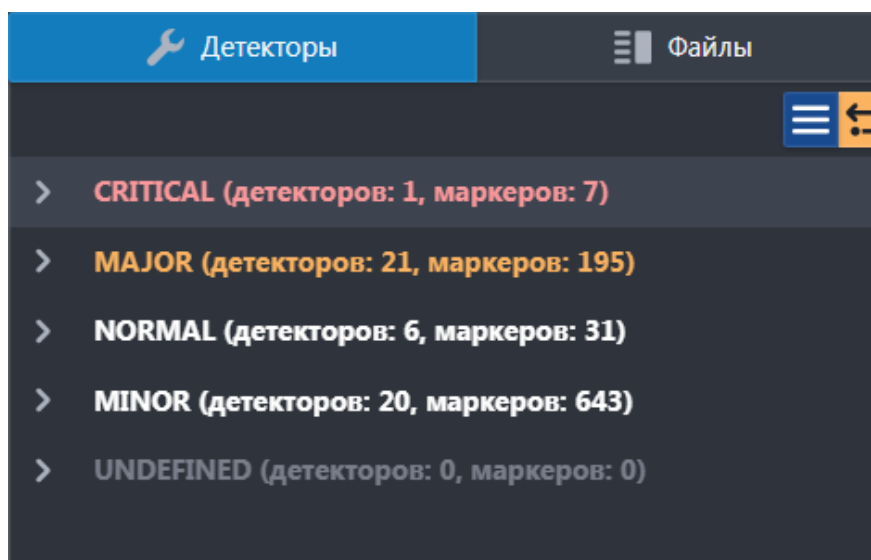 Детекторы
Файлы
CRITICAL (детекторов: 1, маркеров: 7)
MAJOR (детекторов: 21, маркеров: 195)
NORMAL (детекторов: 6, маркеров: 31)
MINOR (детекторов: 20, маркеров: 643)
UNDEFINED (детекторов: 0, маркеров: 0)